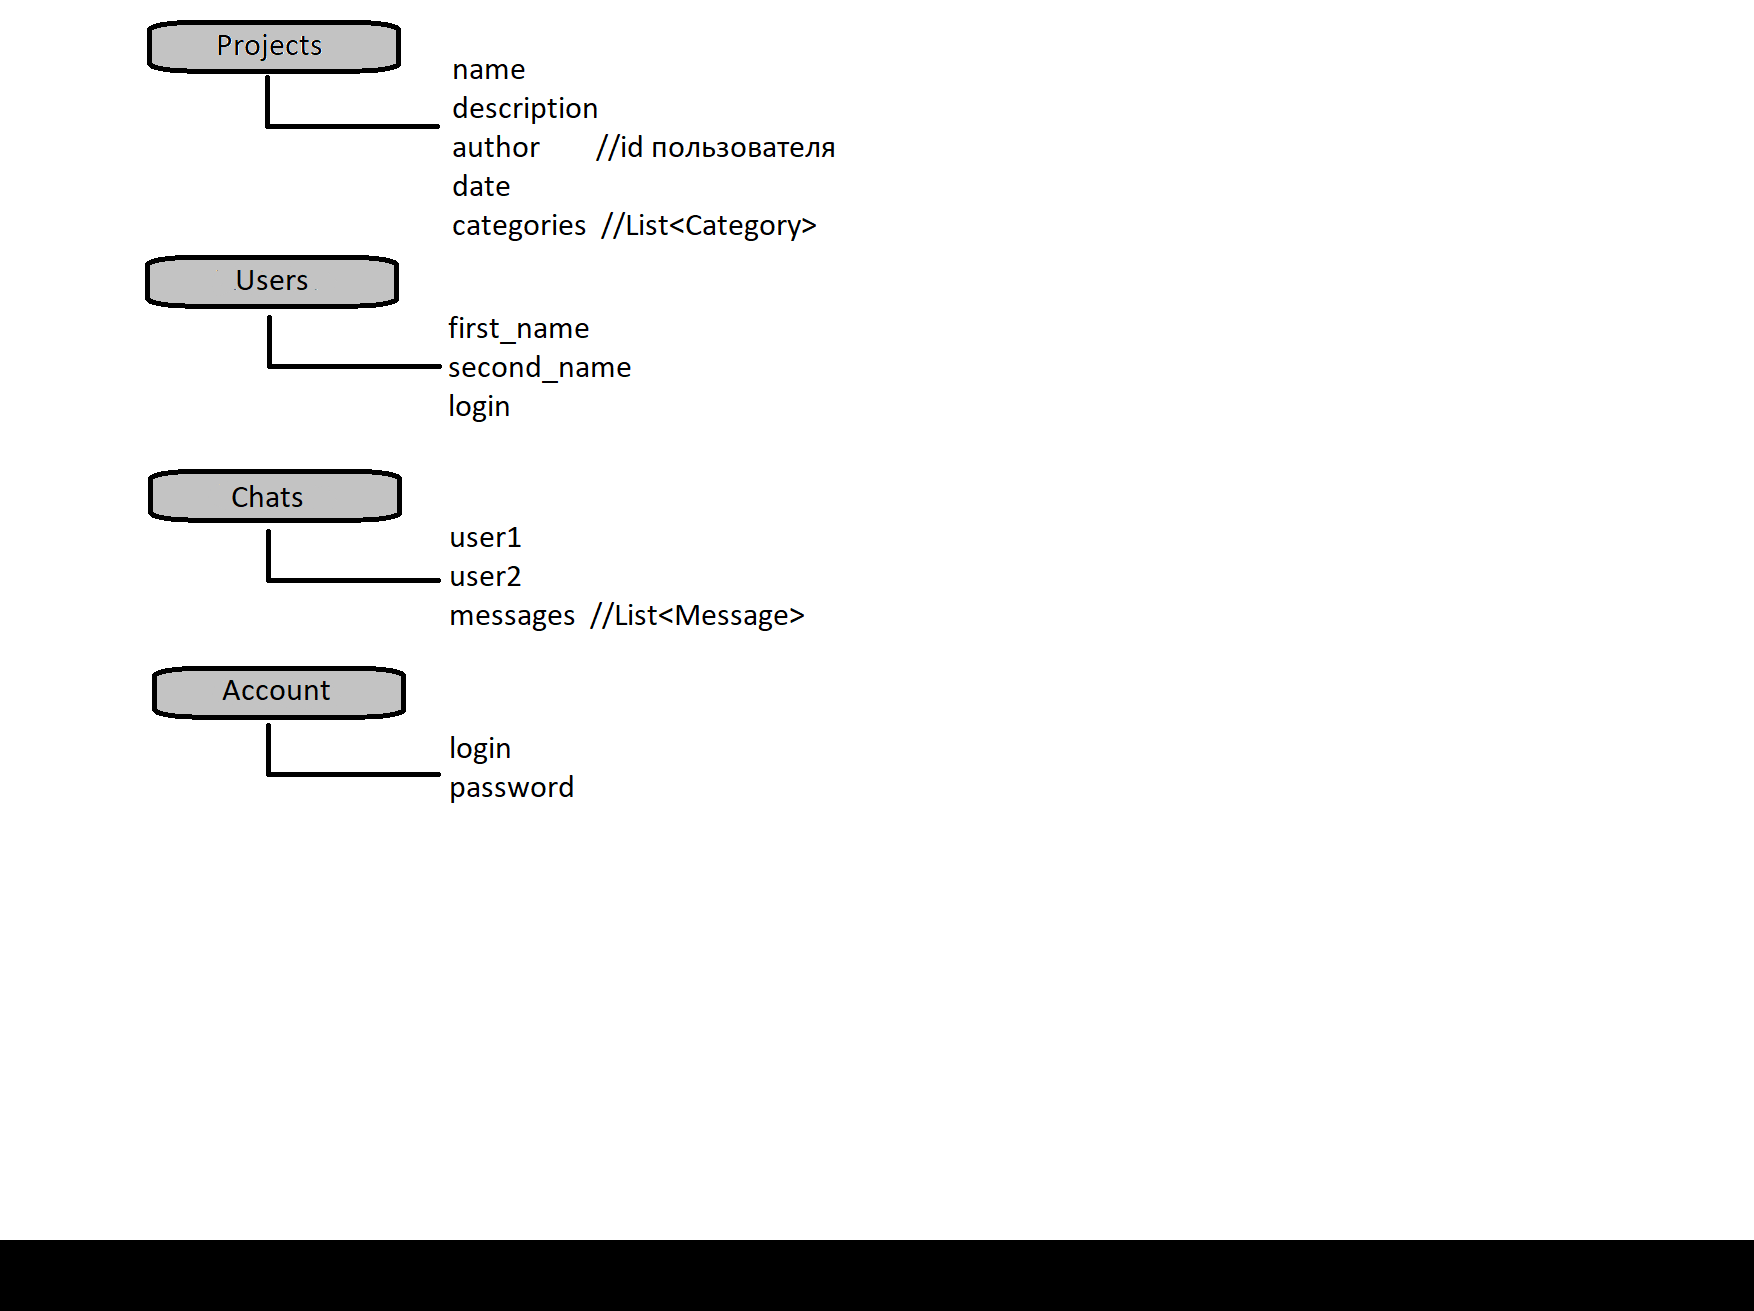 Projects
name
description
author //id пользователя
date
categories //List<Category>
Users
first_name
second_name
login
Chats
user1
user2
messages //List<Message>
Account
login
password